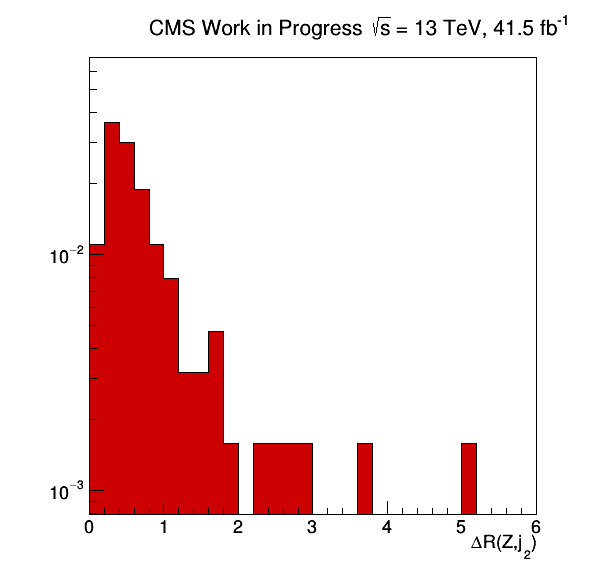 CMS Work in Progress √s = 13 TeV, 41.5 fb⁻¹
10⁻²
10⁻³
0 1 2 3 4 5 6
ΔR(Z,j₂)